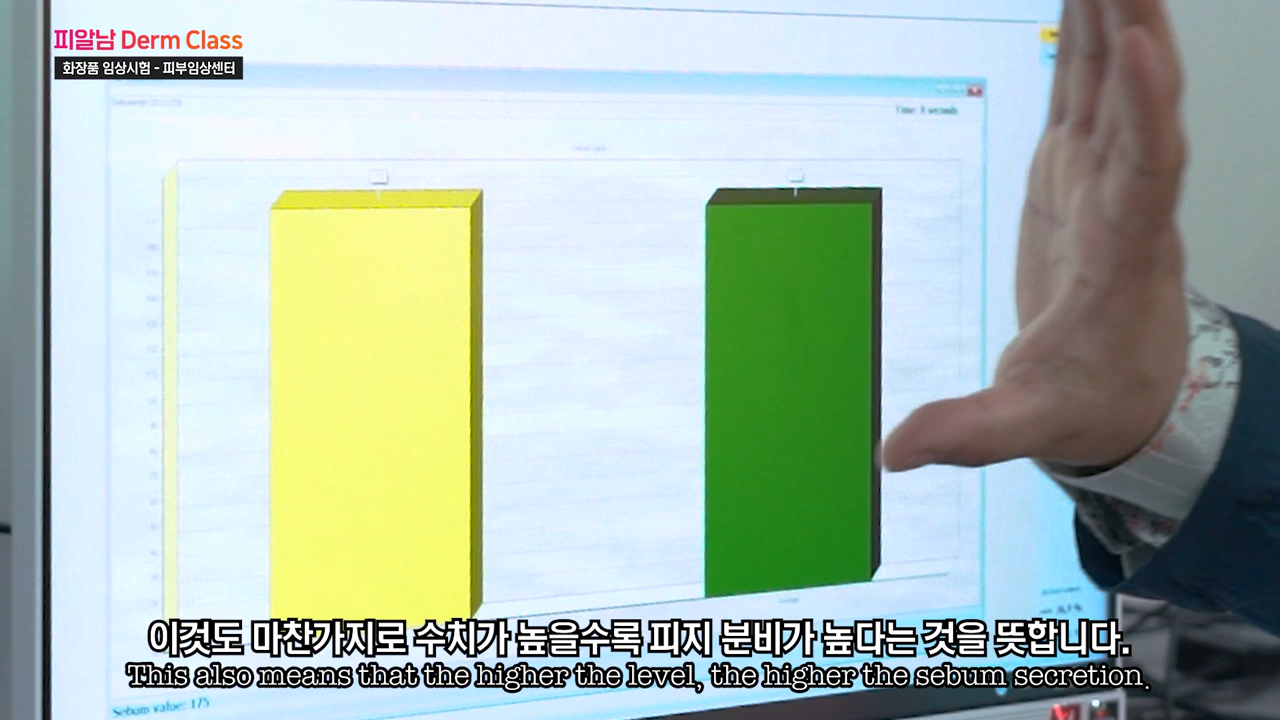 피알남 Derm Class
화장품 임상시험 - 피부임상센터
Time: 8 seconds
이것도 마찬가지로 수치가 높을수록 피지 분비가 높다는 것을 뜻합니다.
This also means that the higher the level, the higher the sebum secretion.
Sebum value: 175